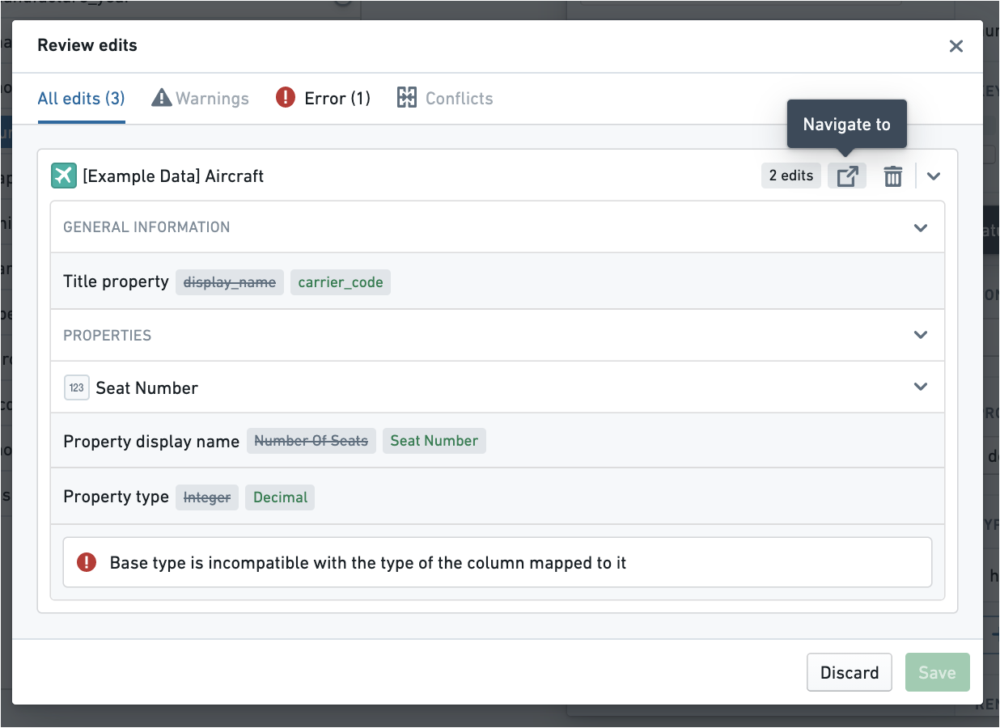 Review edits
All edits (3) Warnings Error (1) Conflicts
Navigate to
[Example Data] Aircraft 2 edits
GENERAL INFORMATION
Title property display_name carrier_code
PROPERTIES
123 Seat Number
Property display name Number Of Seats Seat Number
Property type Integer Decimal
Base type is incompatible with the type of the column mapped to it
Discard Save